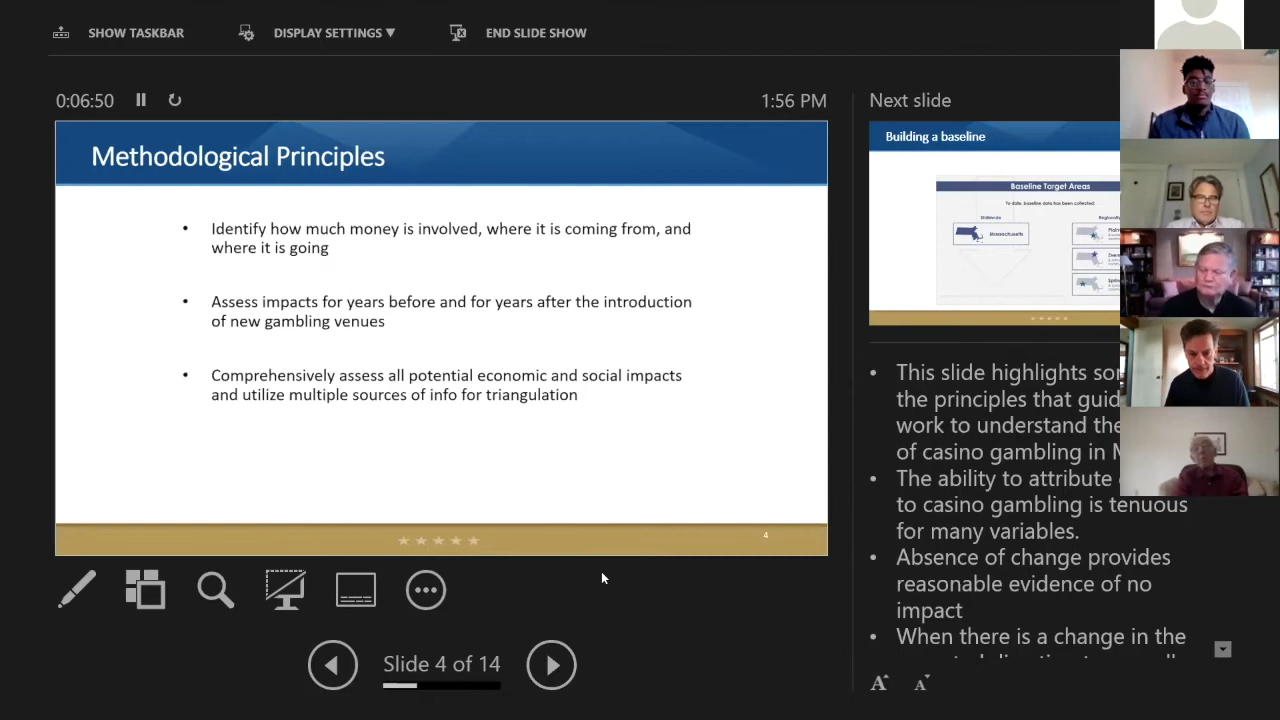 SHOW TASKBAR
DISPLAY SETTINGS ▼
END SLIDE SHOW
0:06:50
1:56 PM
Methodological Principles
• Identify how much money is involved, where it is coming from, and
where it is going
• Assess impacts for years before and for years after the introduction
of new gambling venues
• Comprehensively assess all potential economic and social impacts
and utilize multiple sources of info for triangulation
4
Slide 4 of 14
Next slide
Building a baseline
Baseline Target Areas
To date, baseline data has been collected:
Statewide
Massachusetts
• This slide highlights
the principles that
work to understand
of casino gambling in
• The ability to attribute
to casino gambling is tenuous
for many variables.
• Absence of change provides
reasonable evidence of no
impact
• When there is a change in the
A A